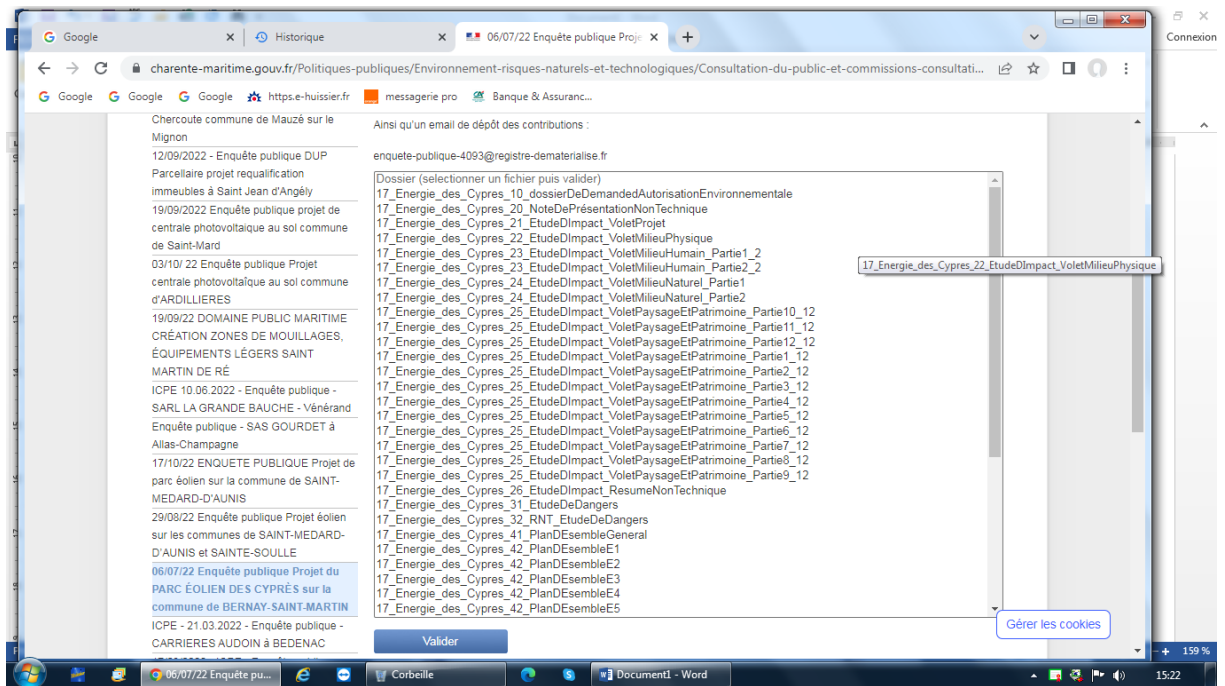 Google
Historique
06/07/22 Enquête publique Proje
Connexion
charente-maritime.gouv.fr/Politiques-publiques/Environnement-risques-naturels-et-technologiques/Consultation-du-public-et-commissions-consultati...
Google
Google
Google
https.e-huissier.fr
messagerie pro
Banque & Assuranc...
Chercoute commune de Mauzé sur le
Mignon
12/09/2022 - Enquête publique DUP
Parcellaire projet requalification
immeubles à Saint Jean d'Angély
19/09/2022 Enquête publique projet de
centrale photovoltaique au sol commune
de Saint-Mard
03/10/ 22 Enquête publique Projet
centrale photovoltaîque au sol commune
d'ARDILLIERES
19/09/22 DOMAINE PUBLIC MARITIME
CRÉATION ZONES DE MOUILLAGES,
ÉQUIPEMENTS LÉGERS SAINT
MARTIN DE RÉ
ICPE 10.06.2022 - Enquête publique -
SARL LA GRANDE BAUCHE - Vénérand
Enquête publique - SAS GOURDET à
Allas-Champagne
17/10/22 ENQUETE PUBLIQUE Projet de
parc éolien sur la commune de SAINT-
MEDARD-D'AUNIS
29/08/22 Enquête publique Projet éolien
sur les communes de SAINT-MEDARD-
D'AUNIS et SAINTE-SOULLE
06/07/22 Enquête publique Projet du
PARC ÉOLIEN DES CYPRÈS sur la
commune de BERNAY-SAINT-MARTIN
ICPE - 21.03.2022 - Enquête publique -
CARRIERES AUDOIN à BEDENAC
Ainsi qu'un email de dépôt des contributions :
enquete-publique-4093@registre-dematerialise.fr
Dossier (selectionner un fichier puis valider)
17_Energie_des_Cypres_10_dossierDeDemandedAutorisationEnvironnementale
17_Energie_des_Cypres_20_NoteDePrésentationNonTechnique
17_Energie_des_Cypres_21_EtudeDImpact_VoletProjet
17_Energie_des_Cypres_22_EtudeDImpact_VoletMilieuPhysique
17_Energie_des_Cypres_23_EtudeDImpact_VoletMilieuHumain_Partie1_2
17_Energie_des_Cypres_23_EtudeDImpact_VoletMilieuHumain_Partie2_2
17_Energie_des_Cypres_24_EtudeDImpact_VoletMilieuNaturel_Partie1
17_Energie_des_Cypres_24_EtudeDImpact_VoletMilieuNaturel_Partie2
17_Energie_des_Cypres_25_EtudeDImpact_VoletPaysageEtPatrimoine_Partie10_12
17_Energie_des_Cypres_25_EtudeDImpact_VoletPaysageEtPatrimoine_Partie11_12
17_Energie_des_Cypres_25_EtudeDImpact_VoletPaysageEtPatrimoine_Partie12_12
17_Energie_des_Cypres_25_EtudeDImpact_VoletPaysageEtPatrimoine_Partie1_12
17_Energie_des_Cypres_25_EtudeDImpact_VoletPaysageEtPatrimoine_Partie2_12
17_Energie_des_Cypres_25_EtudeDImpact_VoletPaysageEtPatrimoine_Partie3_12
17_Energie_des_Cypres_25_EtudeDImpact_VoletPaysageEtPatrimoine_Partie4_12
17_Energie_des_Cypres_25_EtudeDImpact_VoletPaysageEtPatrimoine_Partie5_12
17_Energie_des_Cypres_25_EtudeDImpact_VoletPaysageEtPatrimoine_Partie6_12
17_Energie_des_Cypres_25_EtudeDImpact_VoletPaysageEtPatrimoine_Partie7_12
17_Energie_des_Cypres_25_EtudeDImpact_VoletPaysageEtPatrimoine_Partie8_12
17_Energie_des_Cypres_25_EtudeDImpact_VoletPaysageEtPatrimoine_Partie9_12
17_Energie_des_Cypres_26_EtudeDImpact_ResumeNonTechnique
17_Energie_des_Cypres_31_EtudeDeDangers
17_Energie_des_Cypres_32_RNT_EtudeDeDangers
17_Energie_des_Cypres_41_PlanDEsembleGeneral
17_Energie_des_Cypres_42_PlanDEsembleE1
17_Energie_des_Cypres_42_PlanDEsembleE2
17_Energie_des_Cypres_42_PlanDEsembleE3
17_Energie_des_Cypres_42_PlanDEsembleE4
17_Energie_des_Cypres_42_PlanDEsembleE5
17_Energie_des_Cypres_22_EtudeDImpact_VoletMilieuPhysique
Valider
Gérer les cookies
159 %
06/07/22 Enquête pu...
Corbeille
Document1 - Word
15:22